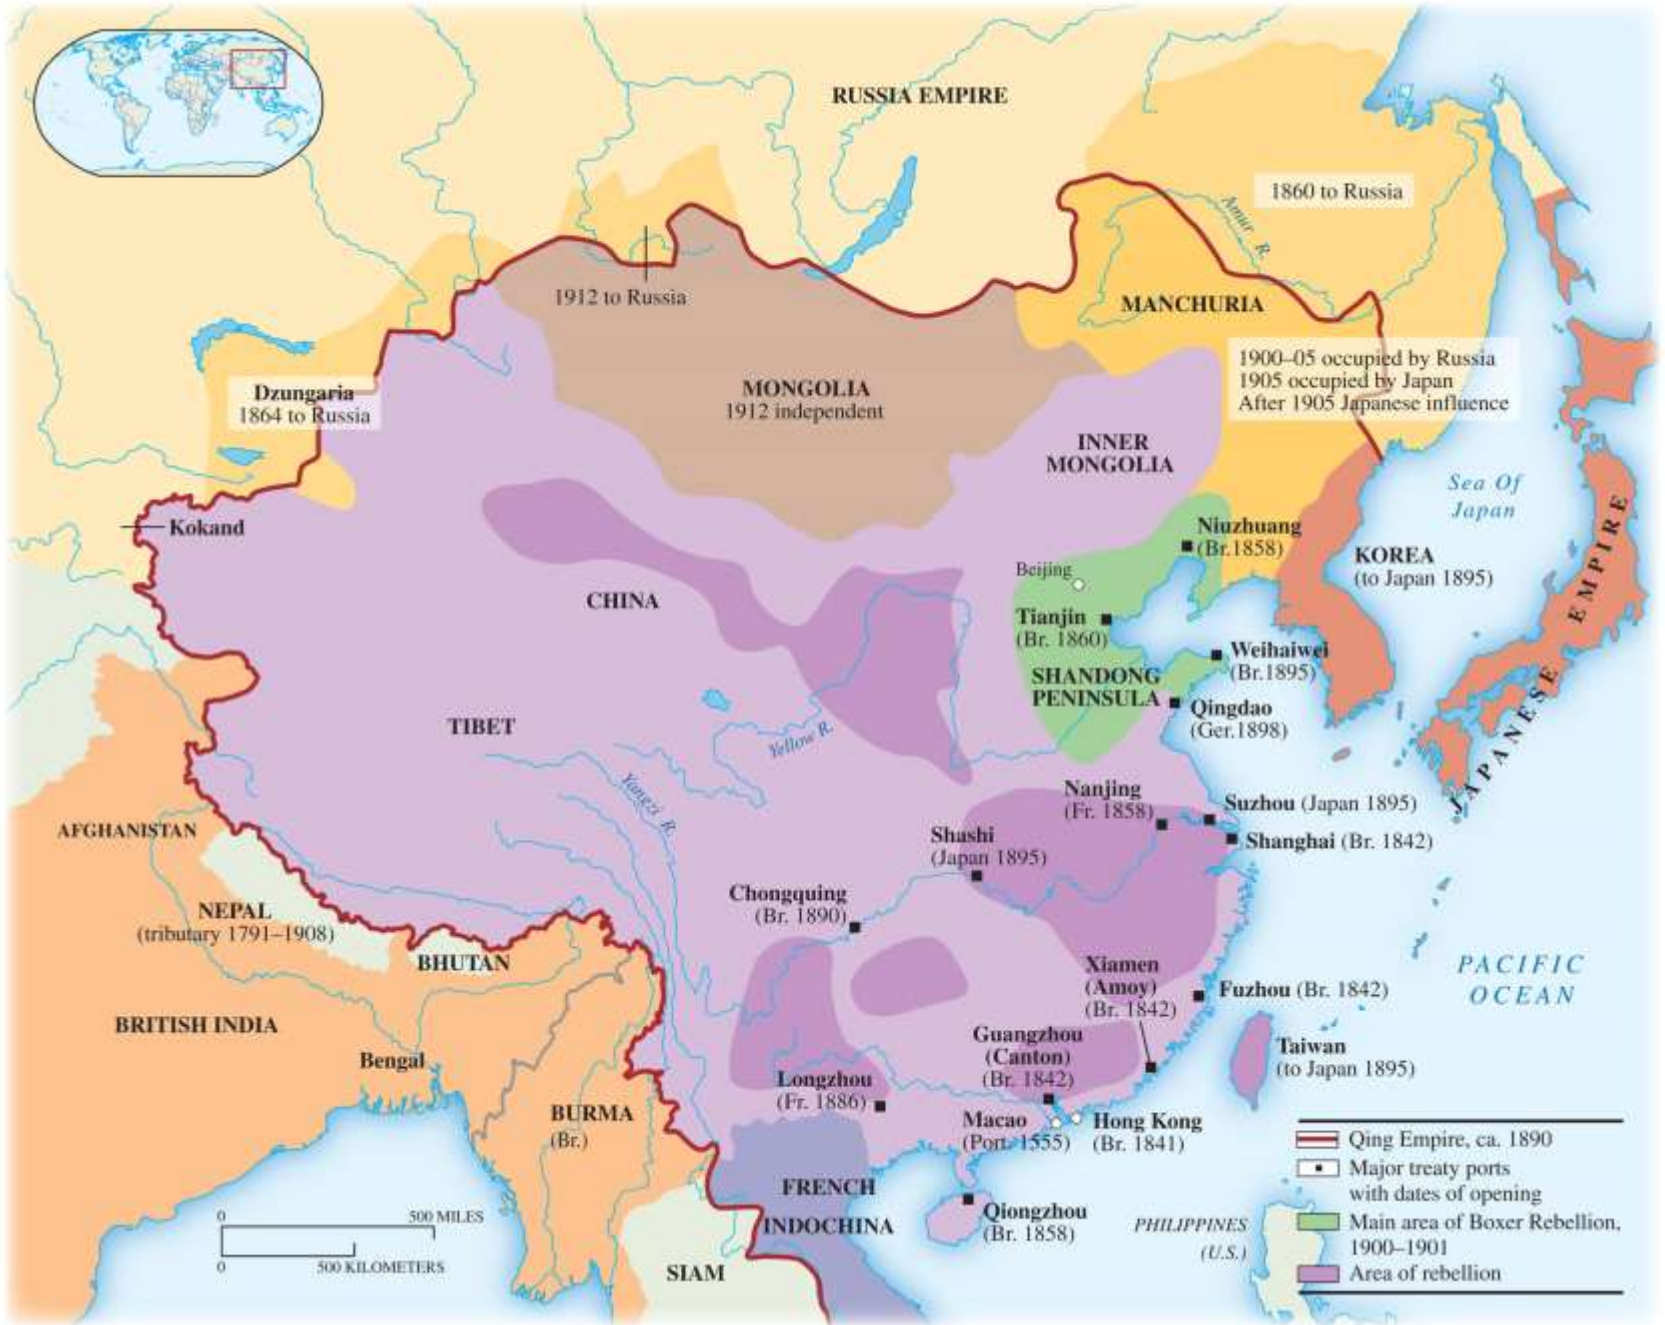 RUSSIA EMPIRE
1860 to Russia
Amur R.
1912 to Russia
MANCHURIA
1900–05 occupied by Russia
1905 occupied by Japan
After 1905 Japanese influence
Dzungaria
1864 to Russia
MONGOLIA
1912 independent
INNER
MONGOLIA
Sea Of
Japan
Kokand
Niuzhuang
(Br.1858)
KOREA
(to Japan 1895)
JAPANESE EMPIRE
Beijing
CHINA
Tianjin
(Br. 1860)
Weihaiwei
(Br.1895)
SHANDONG
PENINSULA
Qingdao
(Ger.1898)
TIBET
Yellow R.
Yangzi R.
Nanjing
(Fr. 1858)
Suzhou (Japan 1895)
Shanghai (Br. 1842)
AFGHANISTAN
Shashi
(Japan 1895)
Chongquing
(Br. 1890)
NEPAL
(tributary 1791–1908)
BHUTAN
Xiamen
(Amoy)
(Br. 1842)
PACIFIC
OCEAN
Fuzhou (Br. 1842)
BRITISH INDIA
Bengal
Guangzhou
(Canton)
(Br. 1842)
Taiwan
(to Japan 1895)
Longzhou
(Fr. 1886)
BURMA
(Br.)
Macao
(Port. 1555)
Hong Kong
(Br. 1841)
FRENCH
INDOCHINA
Qiongzhou
(Br. 1858)
PHILIPPINES
(U.S.)
SIAM
0 500 MILES
0 500 KILOMETERS
Qing Empire, ca. 1890
Major treaty ports
with dates of opening
Main area of Boxer Rebellion,
1900–1901
Area of rebellion